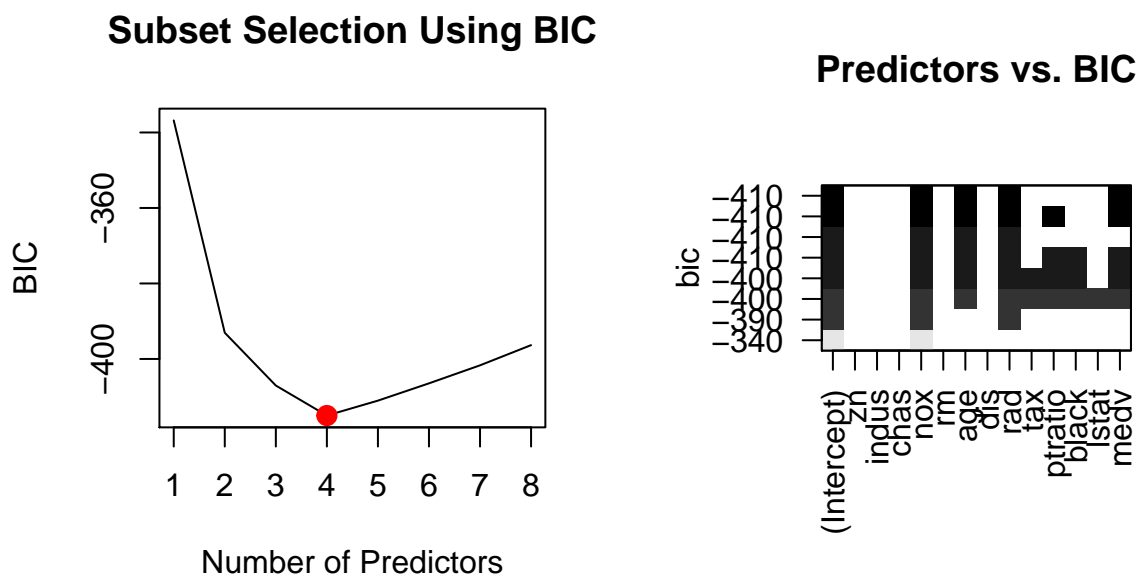 Subset Selection Using BIC
BIC
−360
−400
1 2 3 4 5 6 7 8
Number of Predictors
Predictors vs. BIC
bic
−410
−410
−410
−410
−400
−400
−390
−340
(Intercept)
zn
indus
chas
nox
rm
age
dis
rad
tax
ptratio
black
lstat
medv